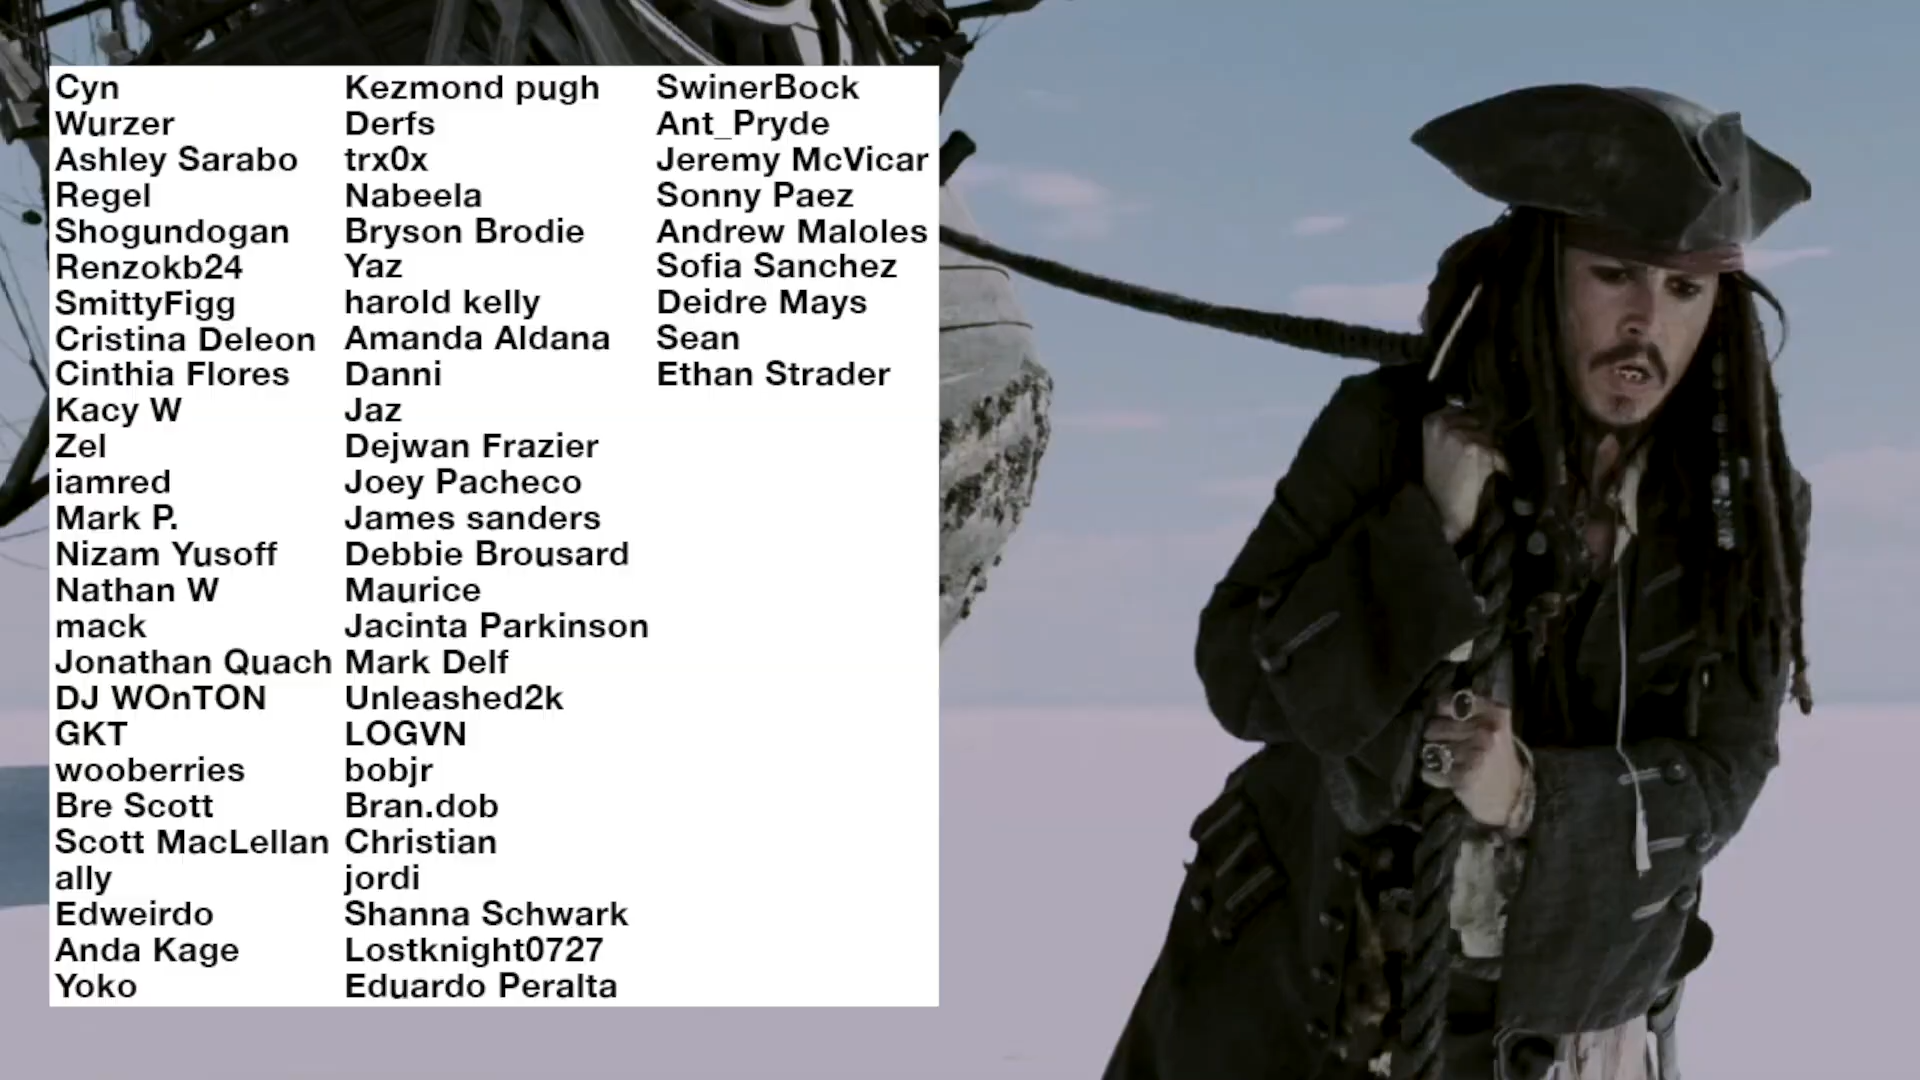 Cyn
Wurzer
Ashley Sarabo
Regel
Shogundogan
Renzokb24
SmittyFigg
Cristina Deleon
Cinthia Flores
Kacy W
Zel
iamred
Mark P.
Nizam Yusoff
Nathan W
mack
Jonathan Quach
DJ WOnTON
GKT
wooberries
Bre Scott
Scott MacLellan
ally
Edweirdo
Anda Kage
Yoko
Kezmond pugh
Derfs
trx0x
Nabeela
Bryson Brodie
Yaz
harold kelly
Amanda Aldana
Danni
Jaz
Dejwan Frazier
Joey Pacheco
James sanders
Debbie Brousard
Maurice
Jacinta Parkinson
Mark Delf
Unleashed2k
LOGVN
bobjr
Bran.dob
Christian
jordi
Shanna Schwark
Lostknight0727
Eduardo Peralta
SwinerBock
Ant_Pryde
Jeremy McVicar
Sonny Paez
Andrew Maloles
Sofia Sanchez
Deidre Mays
Sean
Ethan Strader